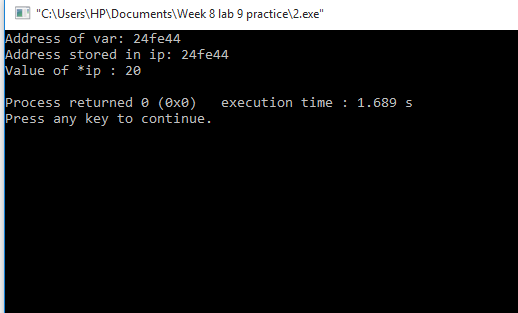 "C:\Users\HP\Documents\Week 8 lab 9 practice\2.exe"
Address of var: 24fe44
Address stored in ip: 24fe44
Value of *ip : 20
Process returned 0 (0x0)   execution time : 1.689 s
Press any key to continue.